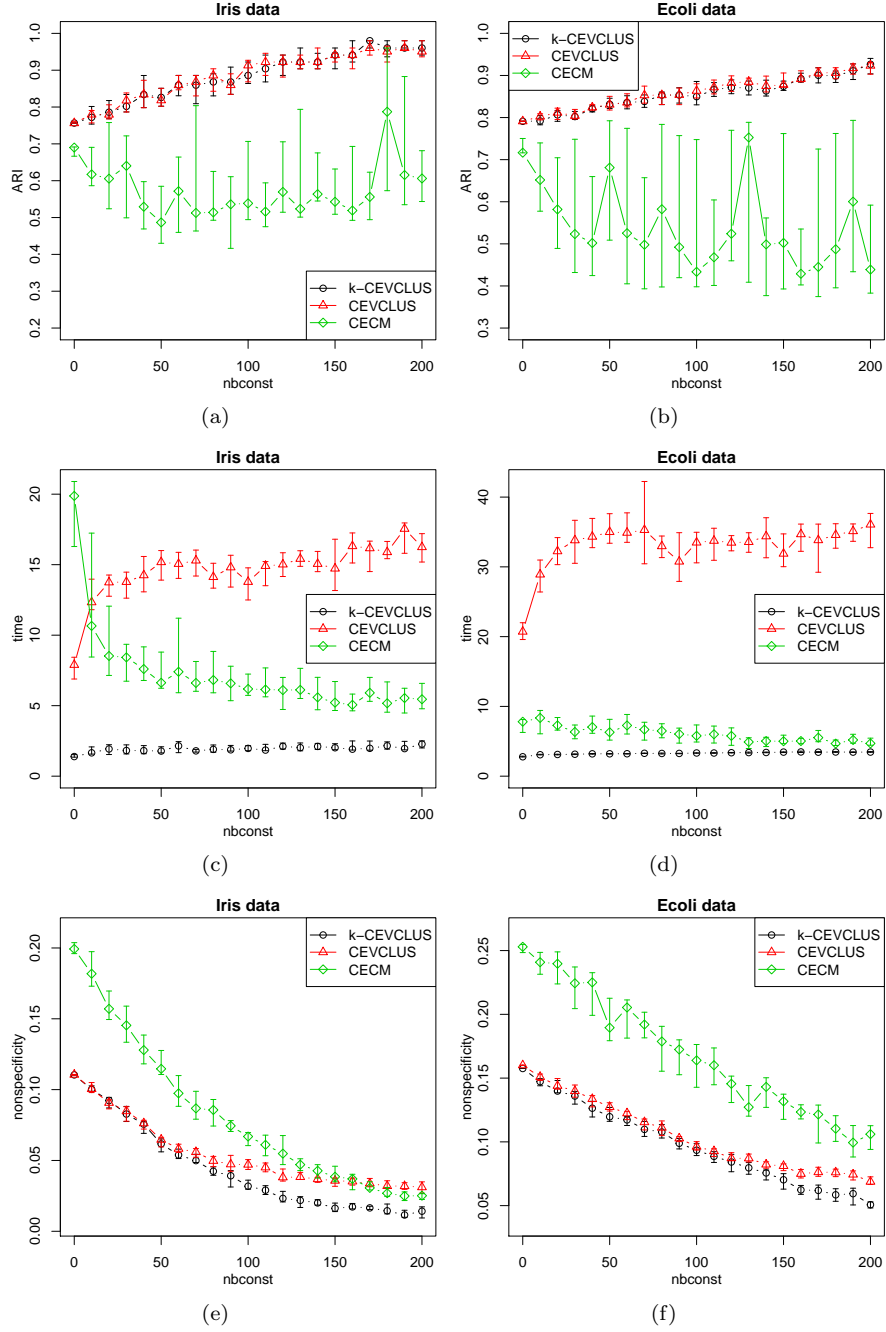 Iris data
ARI
0.2 0.3 0.4 0.5 0.6 0.7 0.8 0.9 1.0
k−CEVCLUS
CEVCLUS
CECM
0 50 100 150 200
nbconst
(a)
Ecoli data
ARI
0.3 0.4 0.5 0.6 0.7 0.8 0.9 1.0
k−CEVCLUS
CEVCLUS
CECM
0 50 100 150 200
nbconst
(b)
Iris data
time
0 5 10 15 20
k−CEVCLUS
CEVCLUS
CECM
0 50 100 150 200
nbconst
(c)
Ecoli data
time
0 10 20 30 40
k−CEVCLUS
CEVCLUS
CECM
0 50 100 150 200
nbconst
(d)
Iris data
nonspecificity
0.00 0.05 0.10 0.15 0.20
k−CEVCLUS
CEVCLUS
CECM
0 50 100 150 200
nbconst
(e)
Ecoli data
nonspecificity
0.05 0.10 0.15 0.20 0.25
k−CEVCLUS
CEVCLUS
CECM
0 50 100 150 200
nbconst
(f)